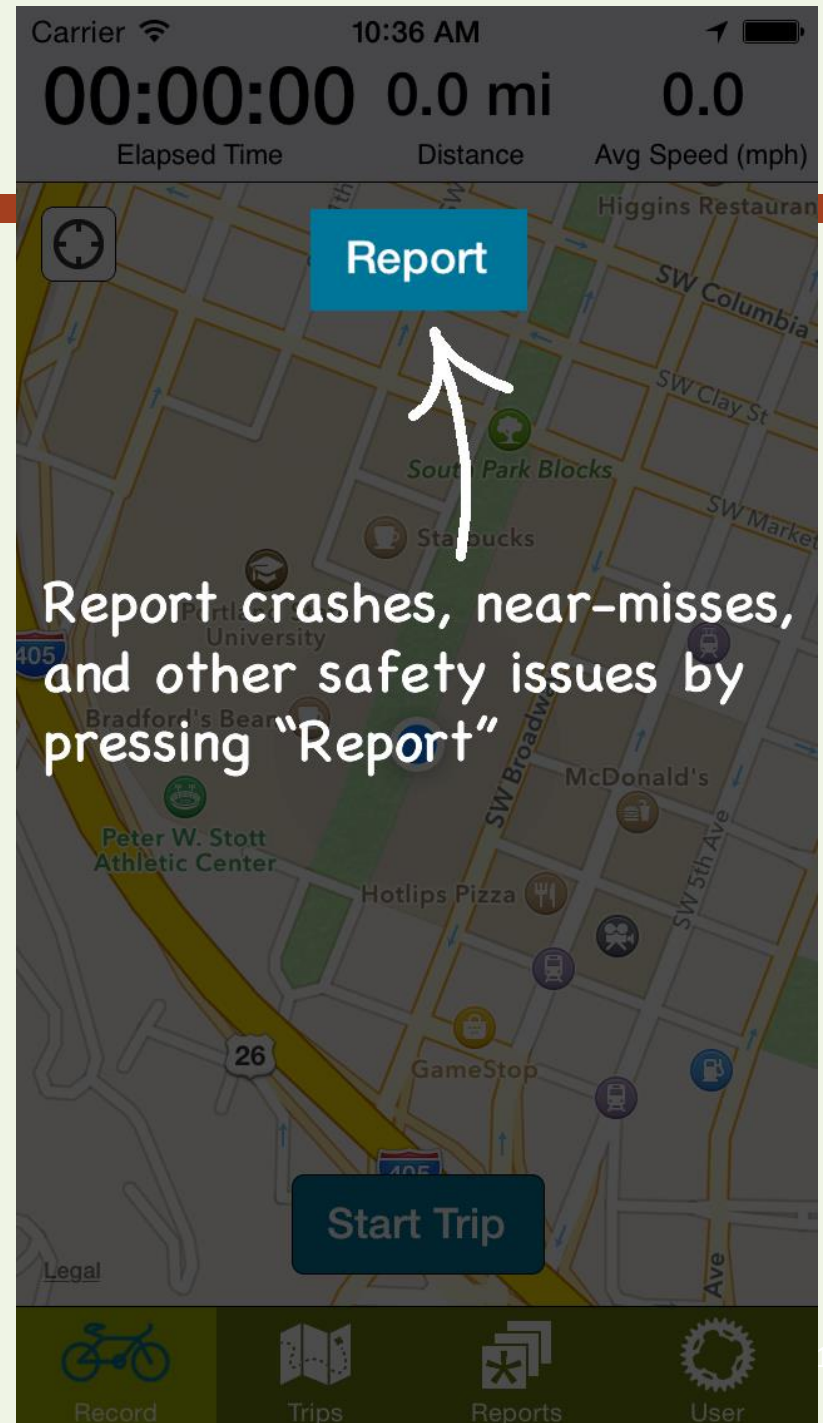 Carrier 10:36 AM
00:00:00 0.0 mi 0.0
Elapsed Time Distance Avg Speed (mph)
Higgins Restauran
Report
SW Columbia
SW Clay St
South Park Blocks
SW Market
Starbucks
Report crashes, near-misses,
University
405
and other safety issues by
Bradford's Bean
pressing “Report”
SW Broadway
McDonald's
Peter W. Stott
Athletic Center
SW 5th Ave
Hotlips Pizza
26
GameStop
405
Start Trip
Legal
Ave
Record Trips Reports User